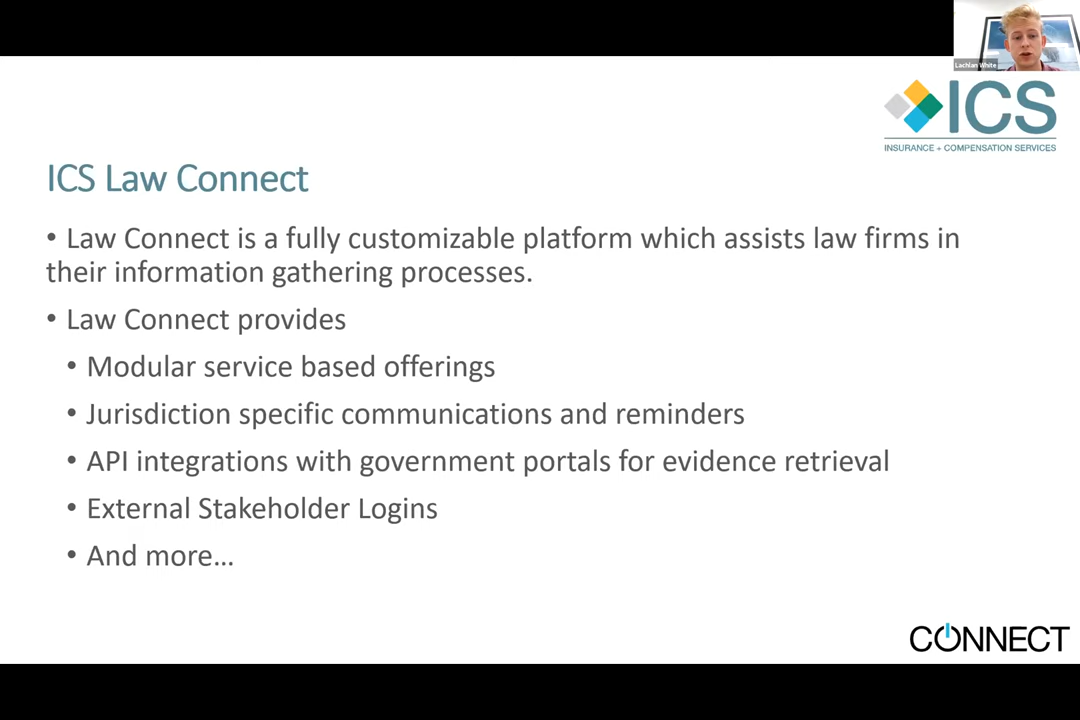 Lachlan White
ICS
INSURANCE + COMPENSATION SERVICES
ICS Law Connect
• Law Connect is a fully customizable platform which assists law firms in
their information gathering processes.
• Law Connect provides
• Modular service based offerings
• Jurisdiction specific communications and reminders
• API integrations with government portals for evidence retrieval
• External Stakeholder Logins
• And more…
CONNECT